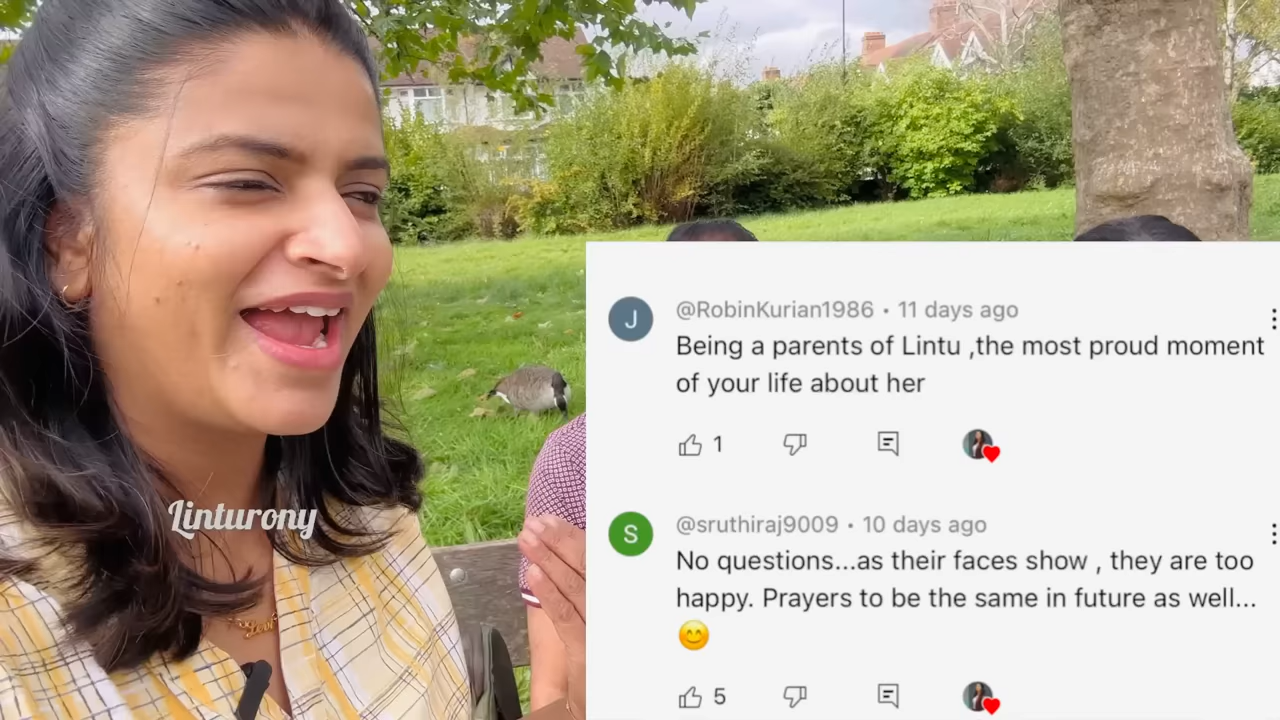 Linturony
J
@RobinKurian1986 • 11 days ago
Being a parents of Lintu ,the most proud moment
of your life about her
1
S
@sruthiraj9009 • 10 days ago
No questions...as their faces show , they are too
happy. Prayers to be the same in future as well...
😊
5